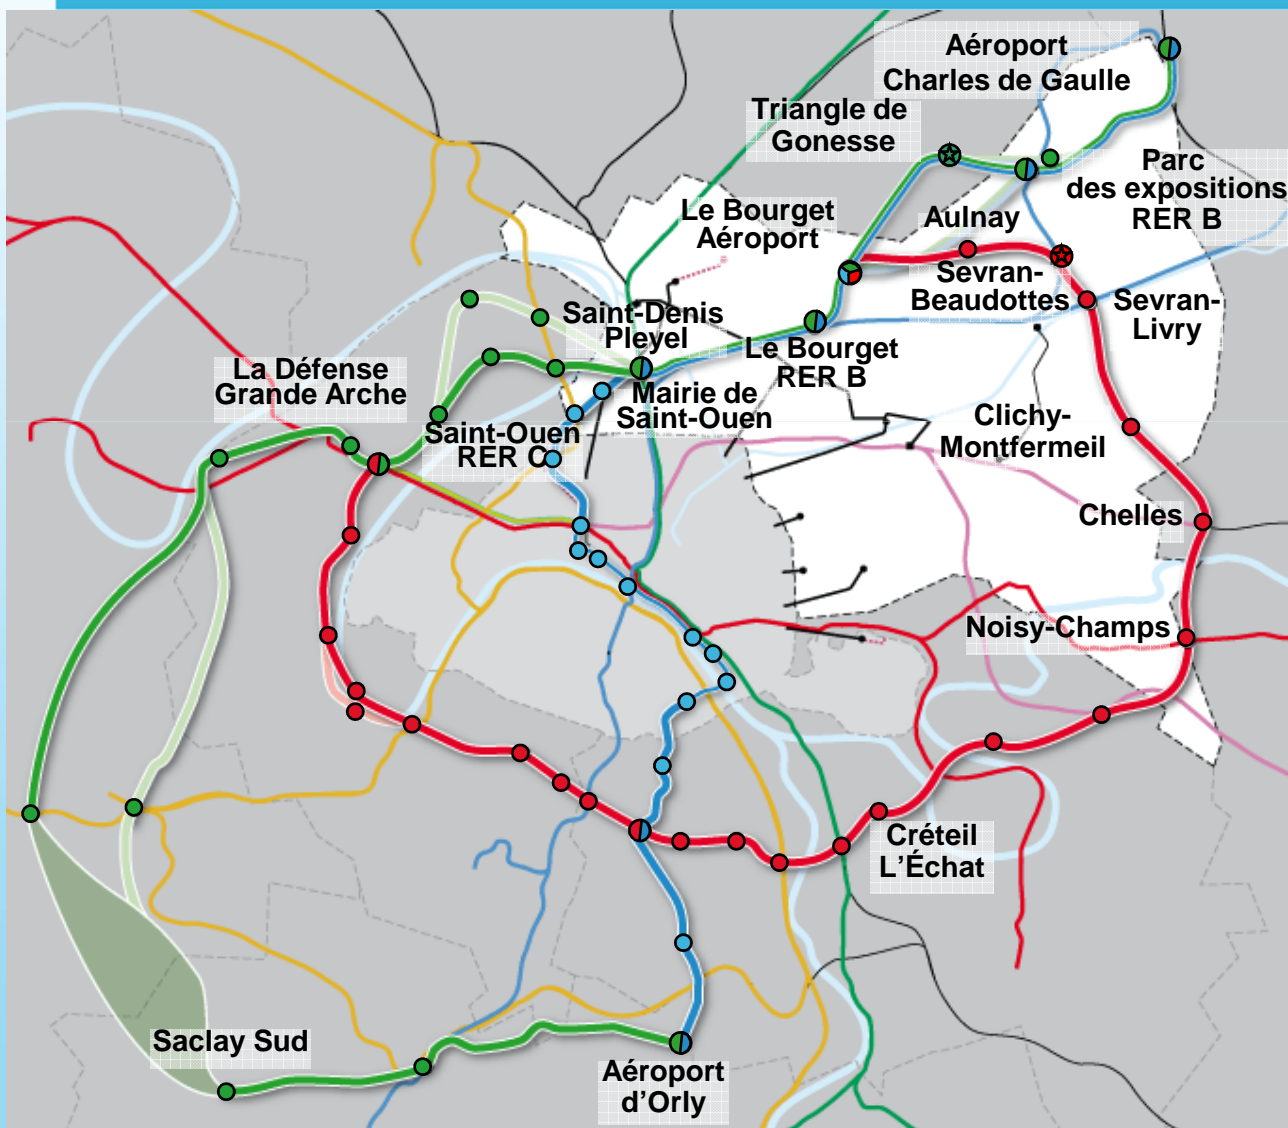 Aéroport
Charles de Gaulle
Triangle de
Gonesse
Parc
des expositions
RER B
Le Bourget
Aéroport
Aulnay
Sevran-
Beaudottes
Sevran-
Livry
Saint-Denis
Pleyel
Le Bourget
RER B
La Défense
Grande Arche
Mairie de
Saint-Ouen
Saint-Ouen
RER C
Clichy-
Montfermeil
Chelles
Noisy-Champs
Créteil
L'Échat
Saclay Sud
Aéroport
d'Orly